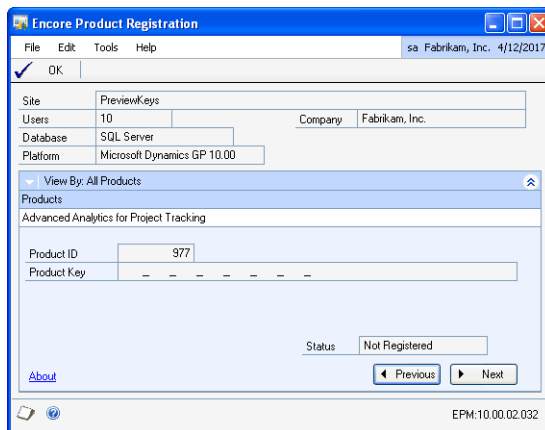 Encore Product Registration
File Edit Tools Help sa Fabrikam, Inc. 4/12/2017
OK
Site PreviewKeys
Users 10 Company Fabrikam, Inc.
Database SQL Server
Platform Microsoft Dynamics GP 10.00
View By: All Products
Products
Advanced Analytics for Project Tracking
Product ID 977
Product Key _ _ _ _ _ _ _
Status Not Registered
About Previous Next
EPM:10.00.02.032